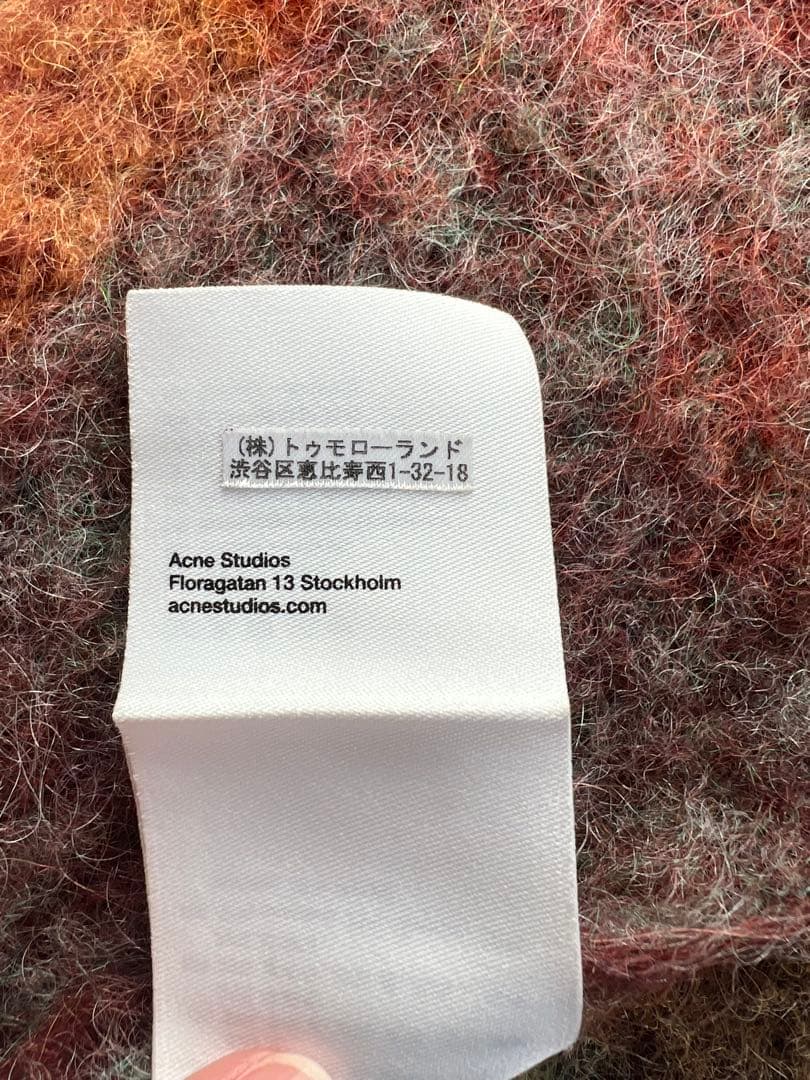 (株)トゥモローランド
渋谷区恵比寿西1-32-18
Acne Studios
Floragatan 13 Stockholm
acnestudios.com